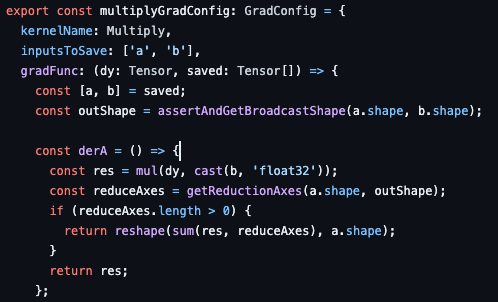 export const multiplyGradConfig: GradConfig = {
  kernelName: Multiply,
  inputsToSave: ['a', 'b'],
  gradFunc: (dy: Tensor, saved: Tensor[]) => {
    const [a, b] = saved;
    const outShape = assertAndGetBroadcastShape(a.shape, b.shape);

    const derA = () => {
      const res = mul(dy, cast(b, 'float32'));
      const reduceAxes = getReductionAxes(a.shape, outShape);
      if (reduceAxes.length > 0) {
        return reshape(sum(res, reduceAxes), a.shape);
      }
      return res;
    };